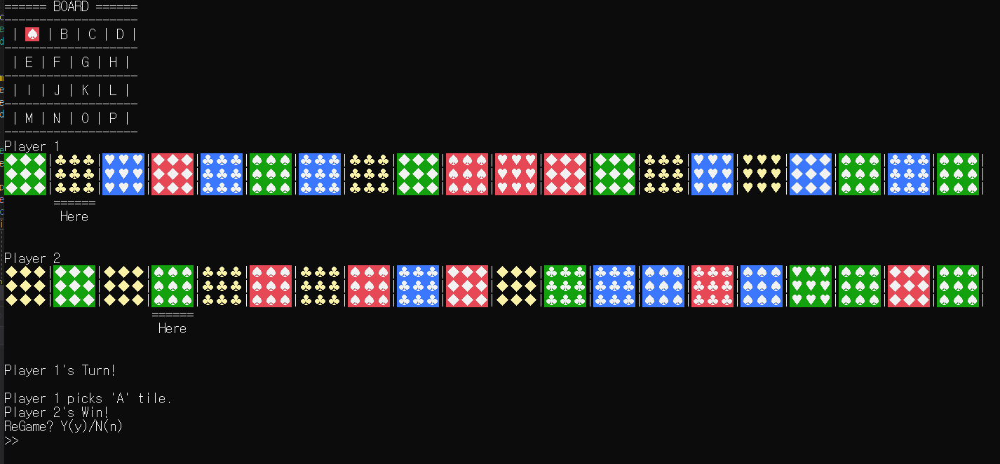 ====== BOARD ======
-------------------
| ♠ | B | C | D |
-------------------
| E | F | G | H |
-------------------
| I | J | K | L |
-------------------
| M | N | O | P |
-------------------
Player 1
======
Here
Player 2
======
Here
Player 1's Turn!
Player 1 picks 'A' tile.
Player 2's Win!
ReGame? Y(y)/N(n)
>>